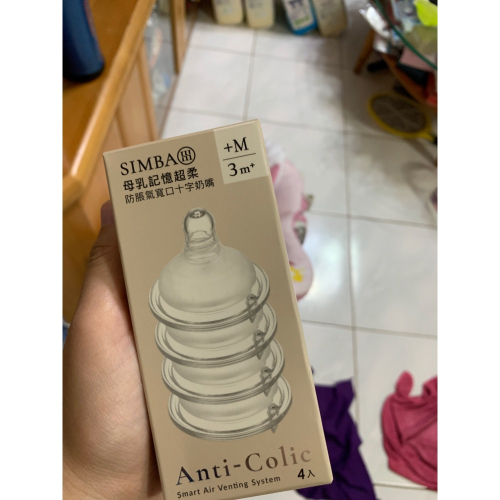 SIMBA
母乳記憶超柔
防脹氣寬口十字奶嘴
+M
3m+
Anti-Colic
Smart Air Venting System
4入